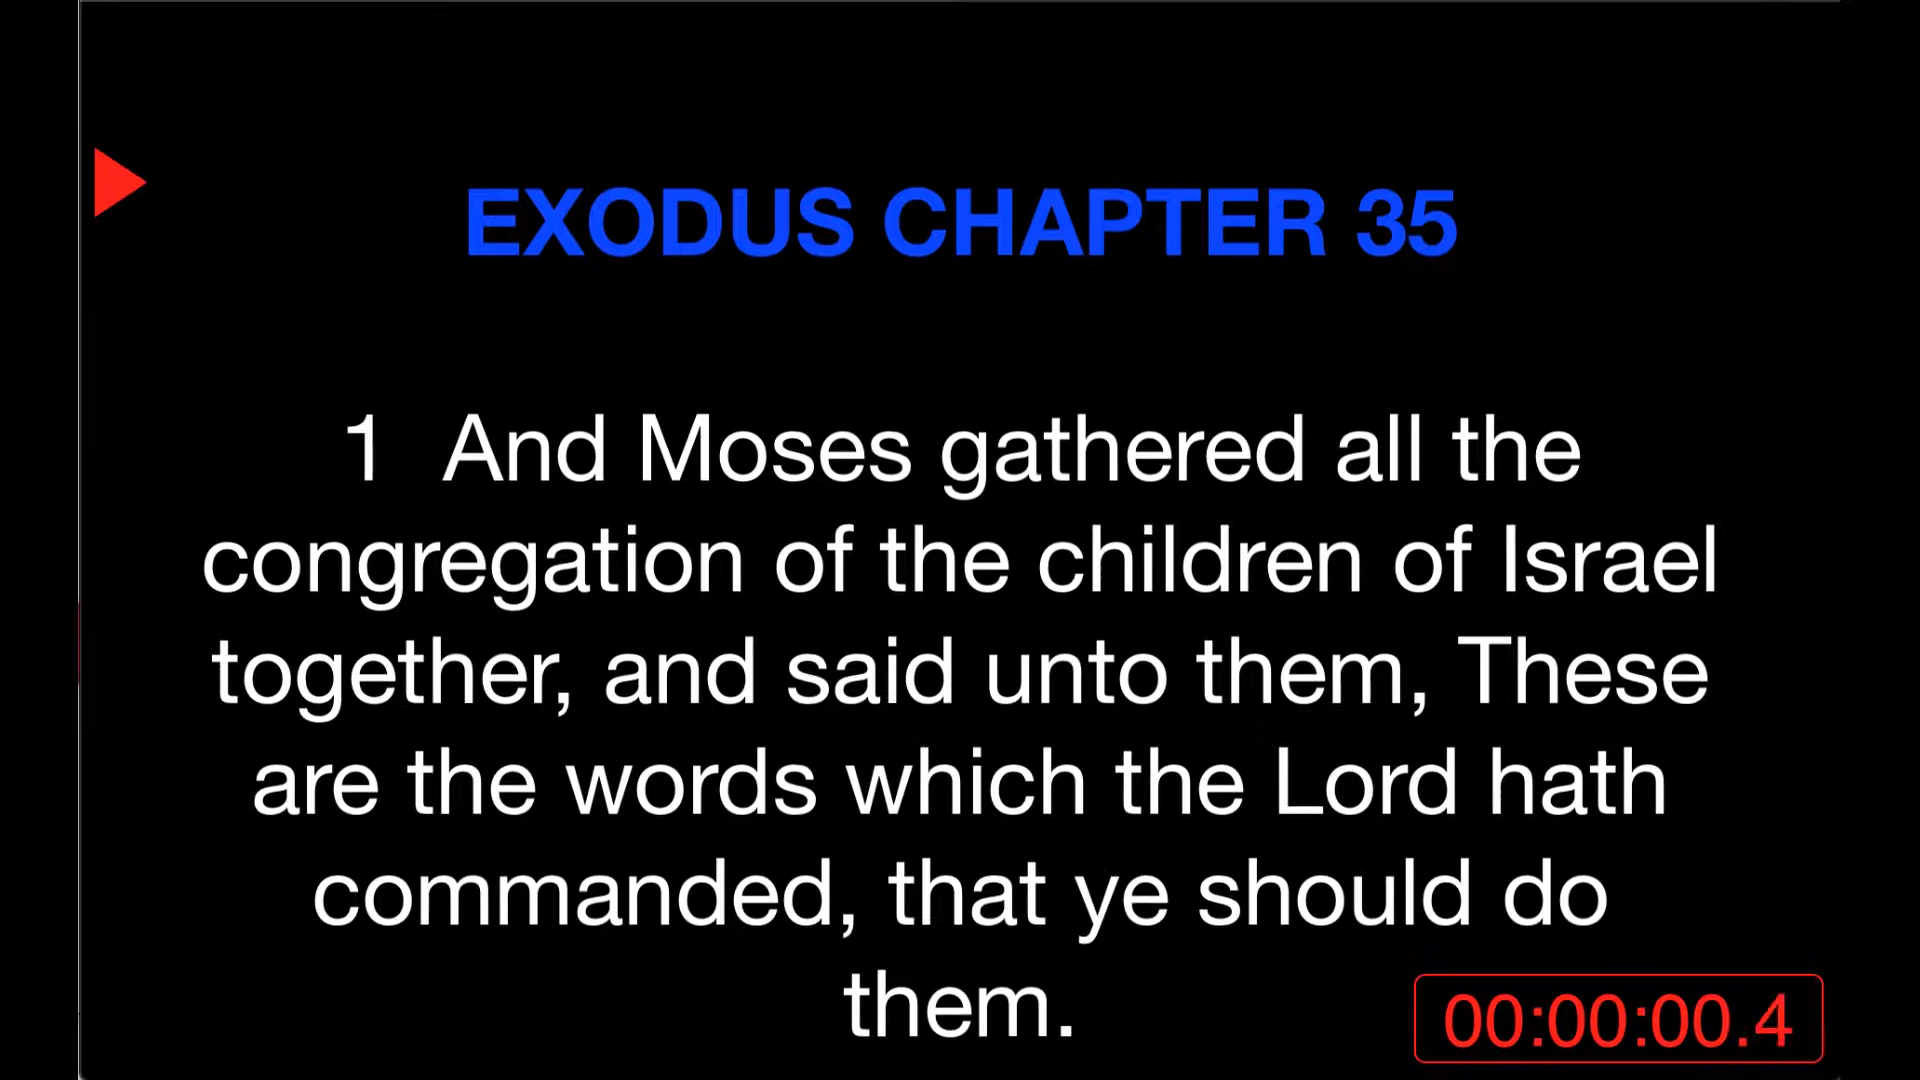 EXODUS CHAPTER 35
1 And Moses gathered all the
congregation of the children of Israel
together, and said unto them, These
are the words which the Lord hath
commanded, that ye should do
them.
00:00:00.4